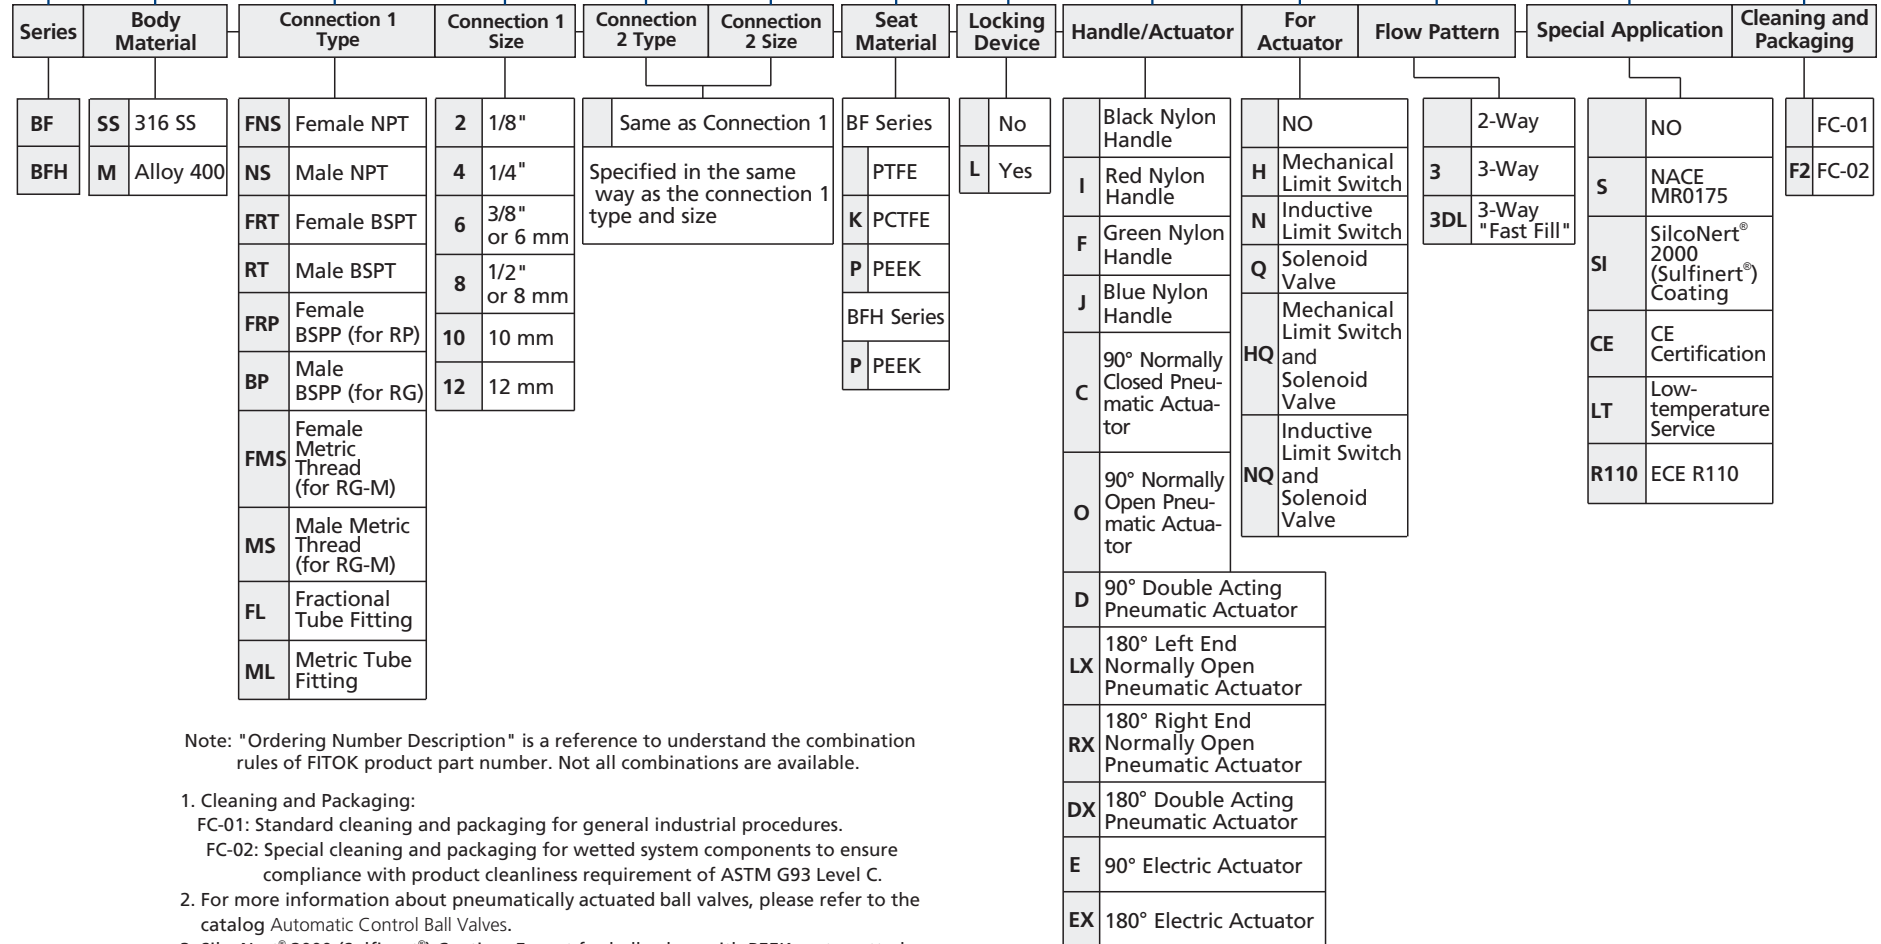 Series
Body
Material
Connection 1
Type
Connection 1
Size
Connection
2 Type
Connection
2 Size
Seat
Material
Locking
Device
Handle/Actuator
For
Actuator
Flow Pattern
Special Application
Cleaning and
Packaging
BF
BFH
SS 316 SS
M Alloy 400
FNS Female NPT
NS Male NPT
FRT Female BSPT
RT Male BSPT
FRP Female
BSPP (for RP)
BP Male
BSPP (for RG)
FMS Female
Metric
Thread
(for RG-M)
MS Male Metric
Thread
(for RG-M)
FL Fractional
Tube Fitting
ML Metric Tube
Fitting
2 1/8"
4 1/4"
6 3/8"
or 6 mm
8 1/2"
or 8 mm
10 10 mm
12 12 mm
Same as Connection 1
Specified in the same
way as the connection 1
type and size
BF Series
PTFE
K PCTFE
P PEEK
BFH Series
P PEEK
No
L Yes
Black Nylon
Handle
I Red Nylon
Handle
F Green Nylon
Handle
J Blue Nylon
Handle
C 90° Normally
Closed Pneu-
matic Actua-
tor
O 90° Normally
Open Pneu-
matic Actua-
tor
D 90° Double Acting
Pneumatic Actuator
LX 180° Left End
Normally Open
Pneumatic Actuator
RX 180° Right End
Normally Open
Pneumatic Actuator
DX 180° Double Acting
Pneumatic Actuator
E 90° Electric Actuator
EX 180° Electric Actuator
NO
H Mechanical
Limit Switch
N Inductive
Limit Switch
Q Solenoid
Valve
HQ Mechanical
Limit Switch
and
Solenoid
Valve
NQ Inductive
Limit Switch
and
Solenoid
Valve
2-Way
3 3-Way
3DL 3-Way
"Fast Fill"
NO
S NACE
MR0175
SI SilcoNert®
2000
(Sulfinert®)
Coating
CE CE
Certification
LT Low-
temperature
Service
R110 ECE R110
FC-01
F2 FC-02
Note: "Ordering Number Description" is a reference to understand the combination
rules of FITOK product part number. Not all combinations are available.
1. Cleaning and Packaging:
FC-01: Standard cleaning and packaging for general industrial procedures.
FC-02: Special cleaning and packaging for wetted system components to ensure
compliance with product cleanliness requirement of ASTM G93 Level C.
2. For more information about pneumatically actuated ball valves, please refer to the
catalog Automatic Control Ball Valves.